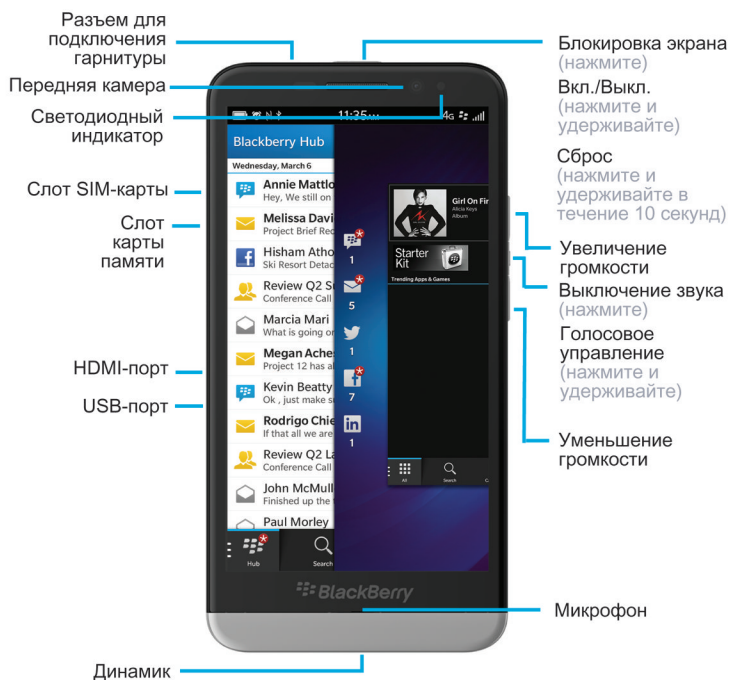 Разъем для
подключения
гарнитуры
Передняя камера
Светодиодный
индикатор
Слот SIM-карты
Слот
карты
памяти
HDMI-порт
USB-порт
Динамик
Блокировка экрана
(нажмите)
Вкл./Выкл.
(нажмите и
удерживайте)
Сброс
(нажмите и
удерживайте в
течение 10 секунд)
Увеличение
громкости
Выключение звука
(нажмите)
Голосовое
управление
(нажмите и
удерживайте)
Уменьшение
громкости
Микрофон
11:35
4G
Blackberry Hub
Wednesday, March 6
Annie Mattlo
Hey, We still on
Melissa Davi
Project Brief Rec
Hisham Atho
Ski Resort Detac
Review Q2 S
Conference Call
Marcia Mari
What is going on
Megan Aches
Project 12 has a
Kevin Beatty
Ok, just make s
Rodrigo Chie
If that all we are
Review Q2 La
Conference Call
John McMull
Finished up the
Paul Morley
Hub
Search
1
5
1
7
1
Girl On Fir
Alicia Keys
Album
Starter
Kit
Trending Apps & Games
All
Search
BlackBerry